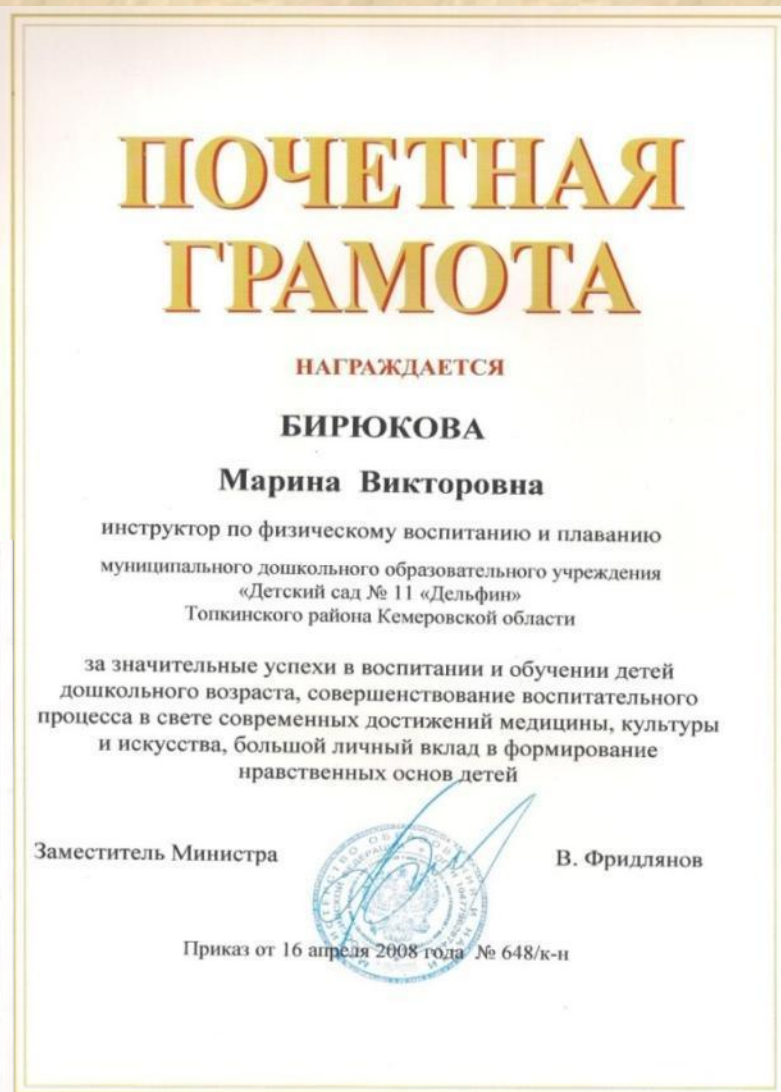 ПОЧЕТНАЯ
ГРАМОТА
НАГРАЖДАЕТСЯ
БИРЮКОВА
Марина Викторовна
инструктор по физическому воспитанию и плаванию
муниципального дошкольного образовательного учреждения
«Детский сад № 11 «Дельфин»
Топкинского района Кемеровской области
за значительные успехи в воспитании и обучении детей
дошкольного возраста, совершенствование воспитательного
процесса в свете современных достижений медицины, культуры
и искусства, большой личный вклад в формирование
нравственных основ детей
Заместитель Министра
В. Фридлянов
Приказ от 16 апреля 2008 года № 648/к-н